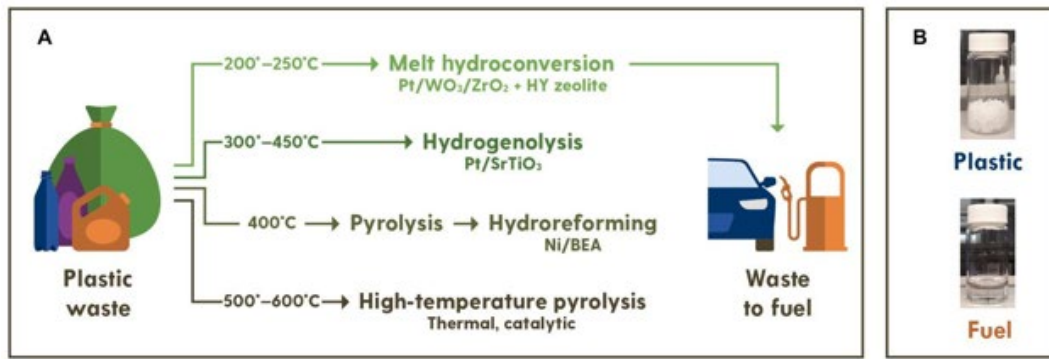 A
200°–250°C
Melt hydroconversion
Pt/WO₃/ZrO₂ + HY zeolite
300°–450°C
Hydrogenolysis
Pt/SrTiO₃
400°C
Pyrolysis
Hydroreforming
Ni/BEA
500°–600°C
High-temperature pyrolysis
Thermal, catalytic
Plastic
waste
Waste
to fuel
B
Plastic
Fuel